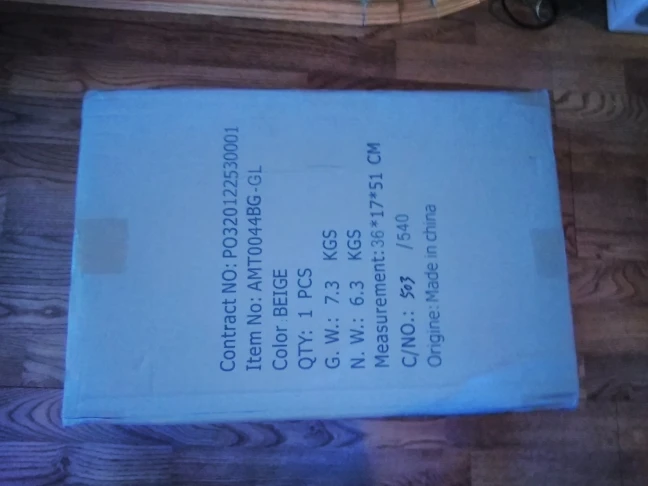 Contract NO: PO320122530001
Item No: AMT0044BG-GL
Color:BEIGE
QTY: 1 PCS
G. W.: 7.3 KGS
N. W.: 6.3 KGS
Measurement:36*17*51 CM
C/NO.: 503 /540
Origine: Made in china